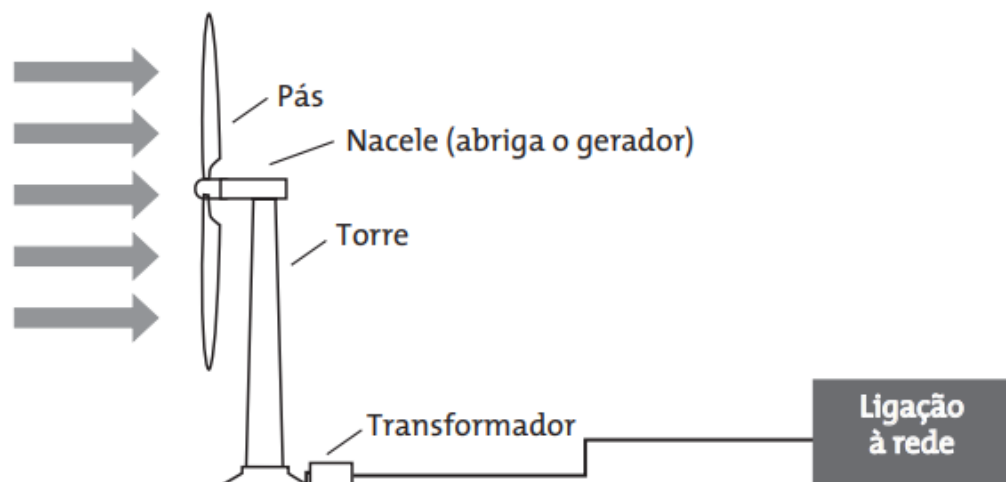 Pás
Nacele (abriga o gerador)
Torre
Transformador
Ligação
à rede